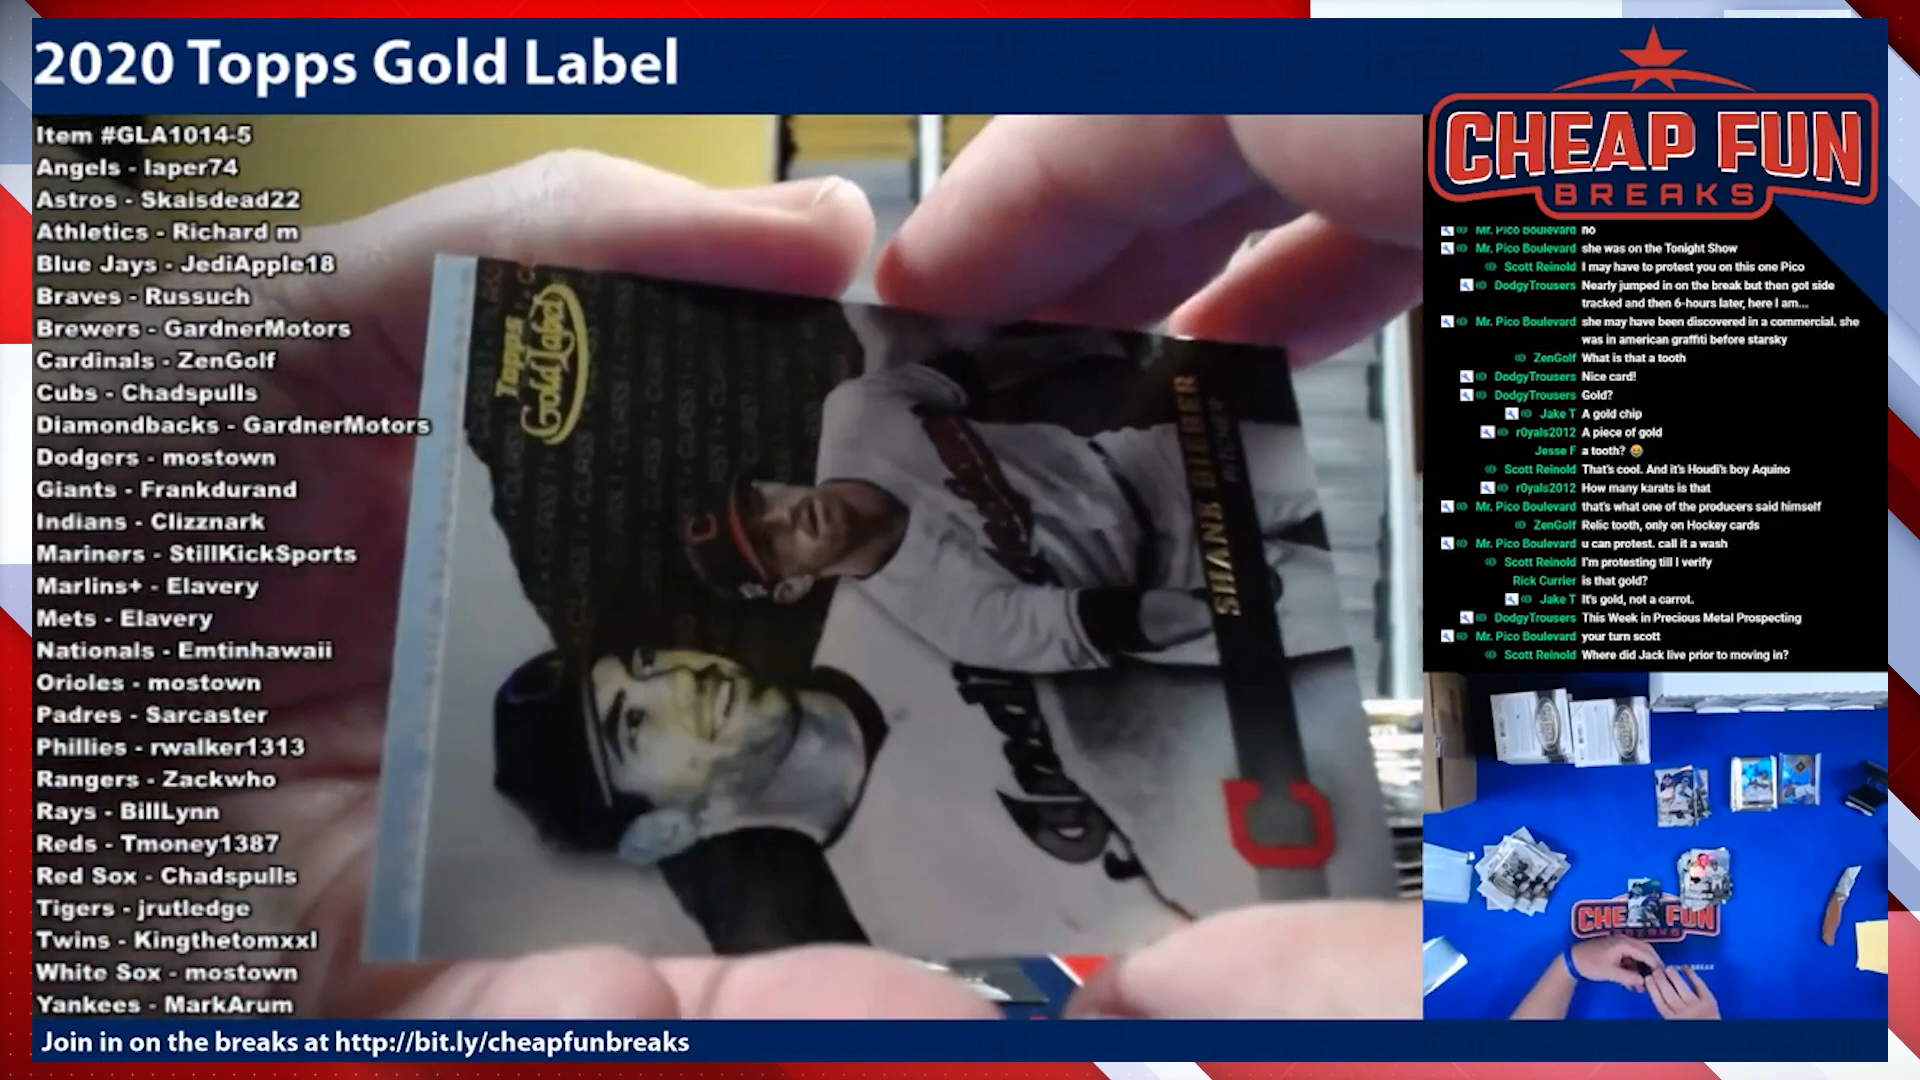 2020 Topps Gold Label
Item #GLA1014-5
Angels - laper74
Astros - Skaisdead22
Athletics - Richard m
Blue Jays - JediApple18
Braves - Russuch
Brewers - GardnerMotors
Cardinals - ZenGolf
Cubs - Chadspulls
Diamondbacks - GardnerMotors
Dodgers - mostown
Giants - Frankdurand
Indians - Clizznark
Mariners - StillKickSports
Marlins+ - Elavery
Mets - Elavery
Nationals - Emtinhawaii
Orioles - mostown
Padres - Sarcaster
Phillies - rwalker1313
Rangers - Zackwho
Rays - BillLynn
Reds - Tmoney1387
Red Sox - Chadspulls
Tigers - jrutledge
Twins - Kingthetomxxl
White Sox - mostown
Yankees - MarkArum
Topps
Gold Label
SHANE BIEBER
PITCHER
C
CHEAP FUN
BREAKS
Mr. Pico Boulevard no
Mr. Pico Boulevard she was on the Tonight Show
Scott Reinold I may have to protest you on this one Pico
DodgyTrousers Nearly jumped in on the break but then got side
tracked and then 6-hours later, here I am...
Mr. Pico Boulevard she may have been discovered in a commercial. she
was in american graffiti before starsky
ZenGolf What is that a tooth
DodgyTrousers Nice card!
DodgyTrousers Gold?
Jake T A gold chip
r0yals2012 A piece of gold
Jesse F a tooth? 😆
Scott Reinold That's cool. And it's Houdi's boy Aquino
r0yals2012 How many karats is that
Mr. Pico Boulevard that's what one of the producers said himself
ZenGolf Relic tooth, only on Hockey cards
Mr. Pico Boulevard u can protest. call it a wash
Scott Reinold I'm protesting till I verify
Rick Currier is that gold?
Jake T It's gold, not a carrot.
DodgyTrousers This Week in Precious Metal Prospecting
Mr. Pico Boulevard your turn scott
Scott Reinold Where did Jack live prior to moving in?
CHEAP FUN
BREAKS
Join in on the breaks at http://bit.ly/cheapfunbreaks